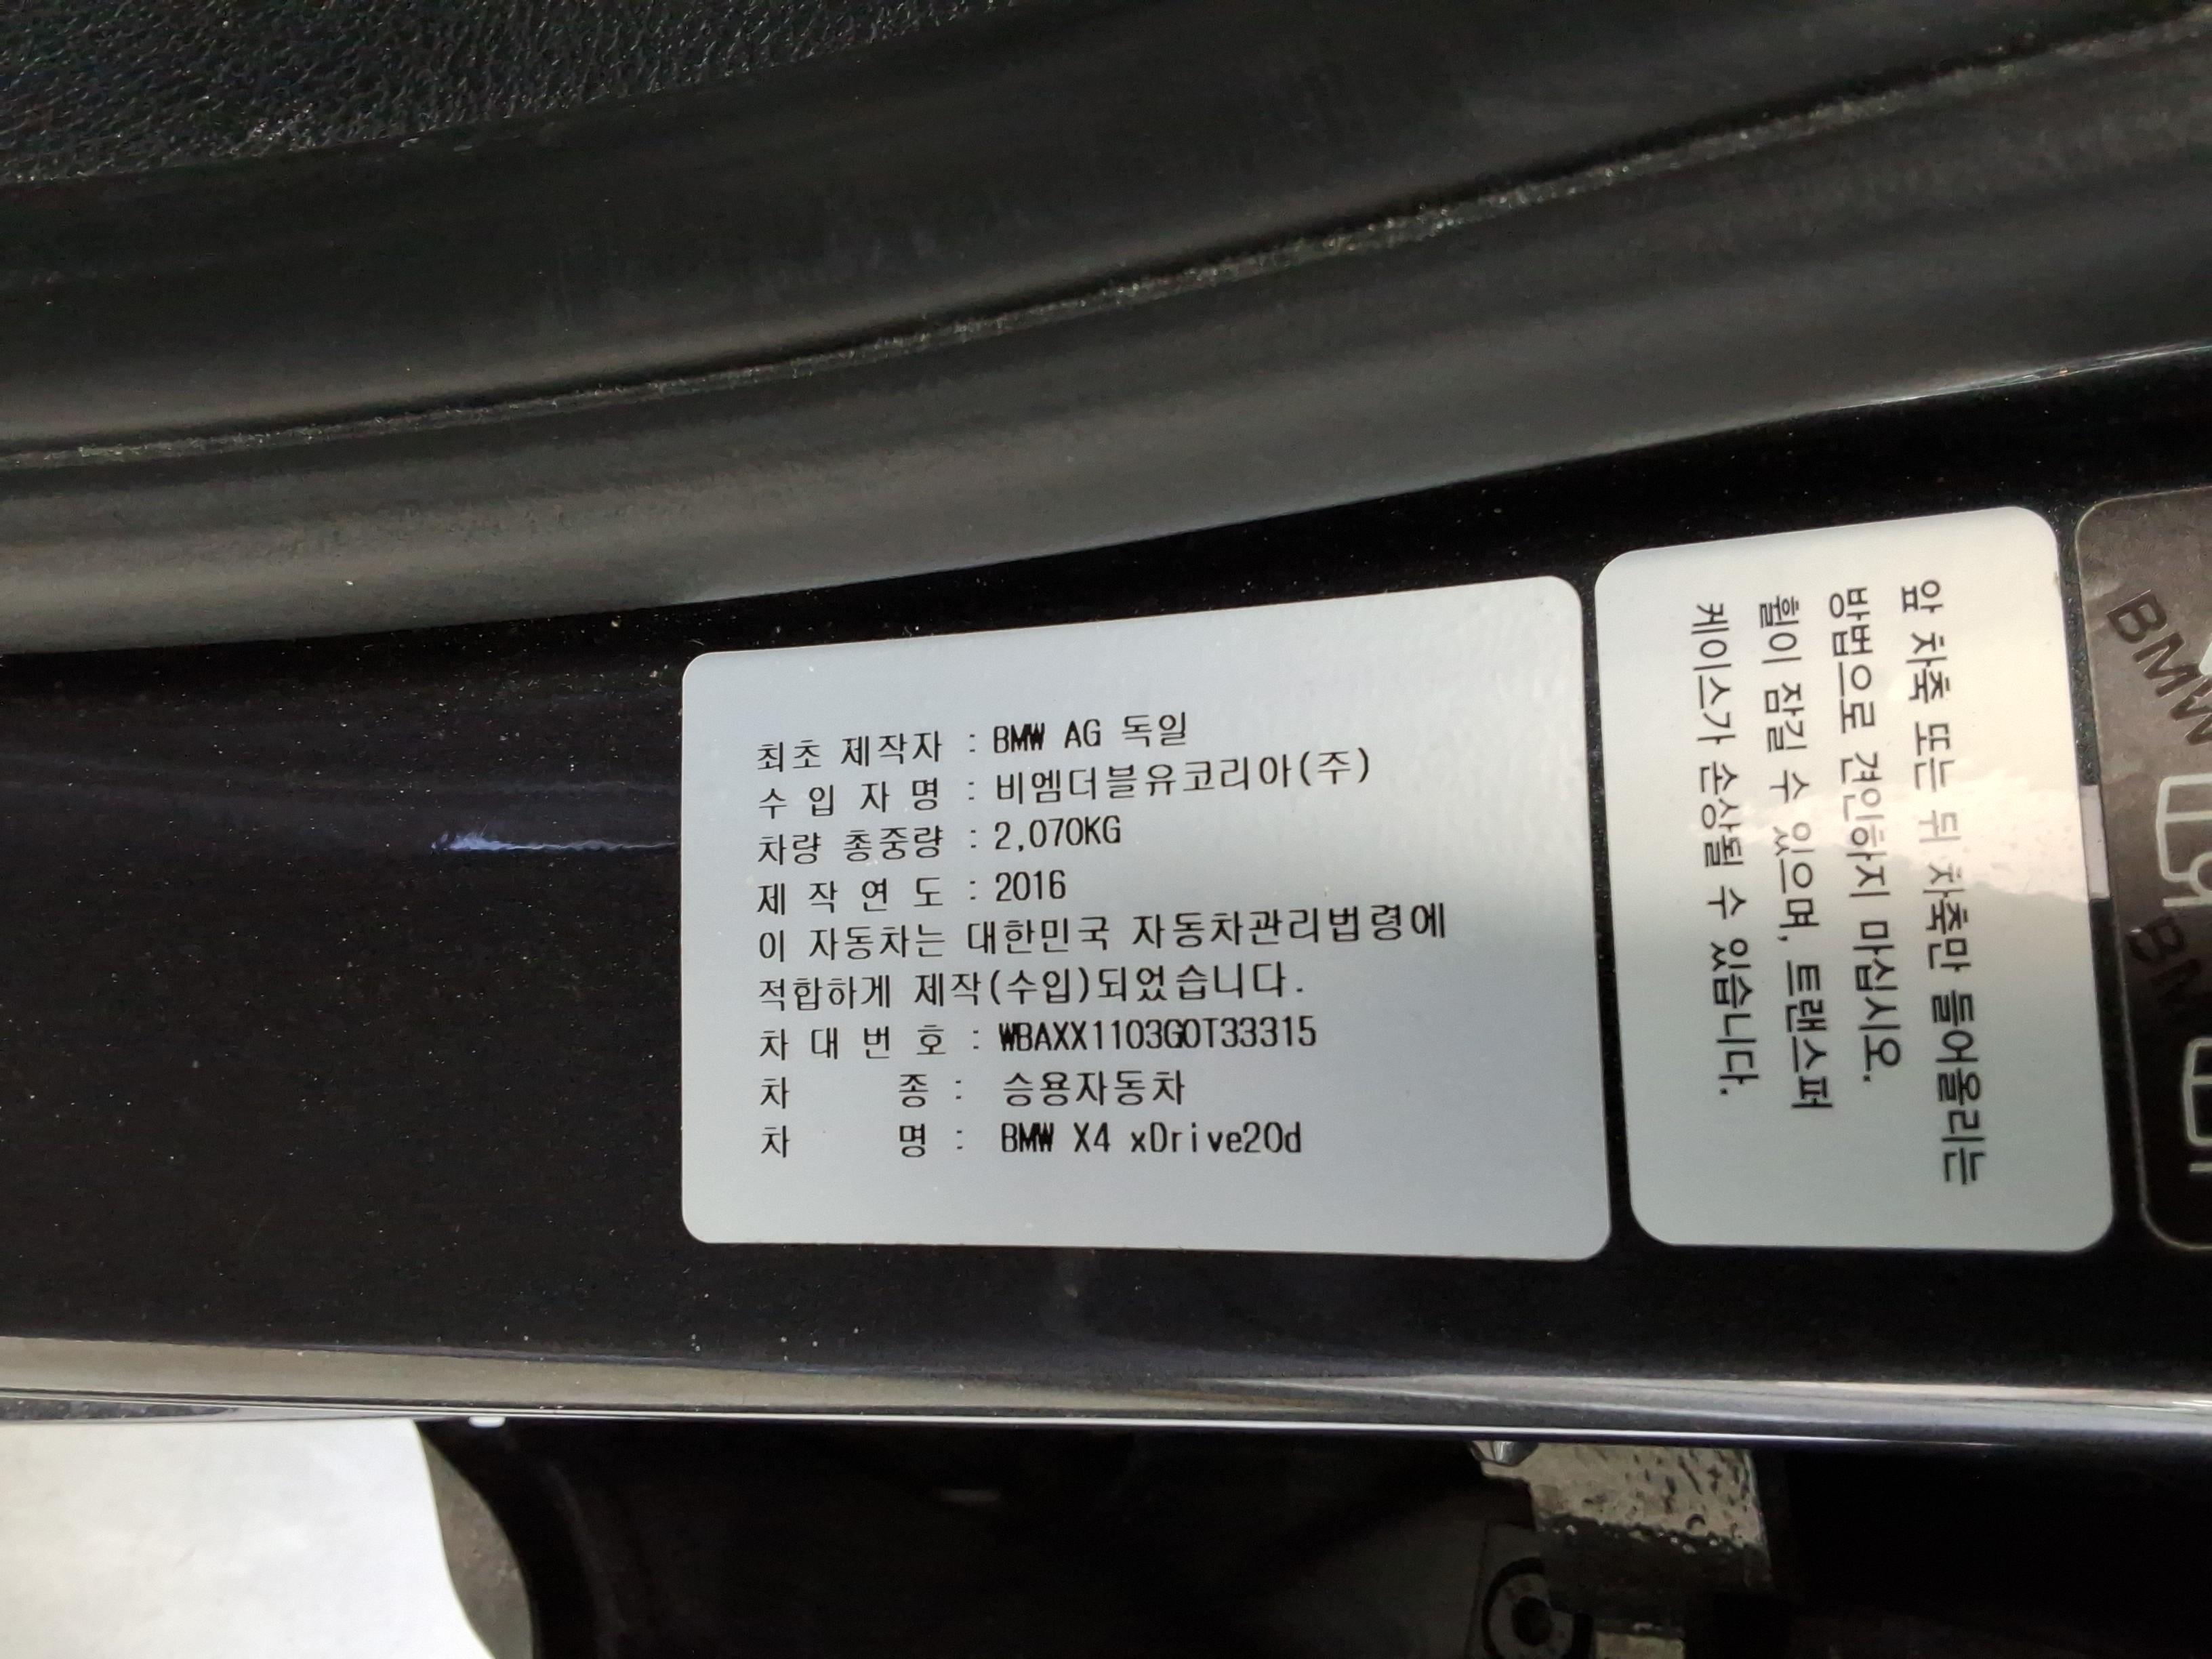 최초 제작자 : BMW AG 독일
수 입 자 명 : 비엠더블유코리아(주)
차량 총중량 : 2,070KG
제 작 연 도 : 2016
이 자동차는 대한민국 자동차관리법령에
적합하게 제작(수입)되었습니다.
차 대 번 호 : WBAXX1103G0T33315
차 종 : 승용자동차
차 명 : BMW X4 xDrive20d
앞 차축 또는 뒤 차축만 들어올리는
방법으로 견인하지 마십시오.
휠이 잠길 수 있으며, 트랜스퍼
케이스가 손상될 수 있습니다.
BMW
BM